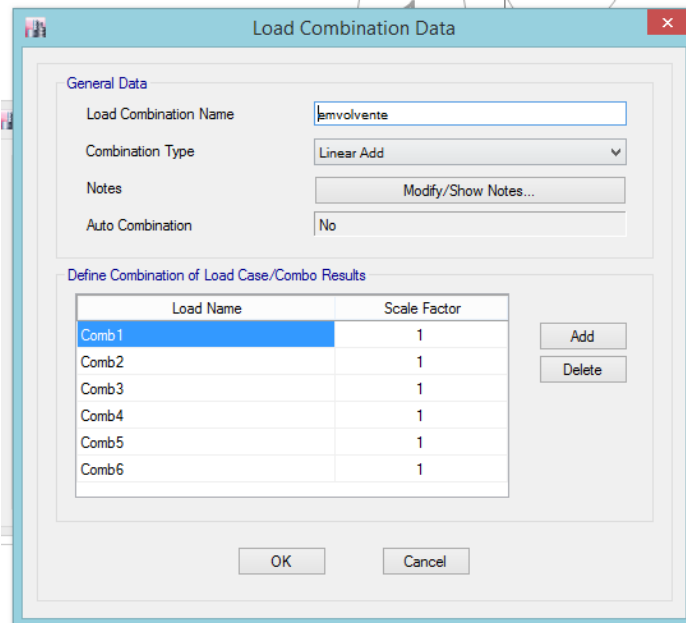 Load Combination Data
General Data
Load Combination Name emvolvente
Combination Type Linear Add
Notes Modify/Show Notes...
Auto Combination No
Define Combination of Load Case/Combo Results
Load Name Scale Factor
Comb1 1
Comb2 1
Comb3 1
Comb4 1
Comb5 1
Comb6 1
Add
Delete
OK Cancel